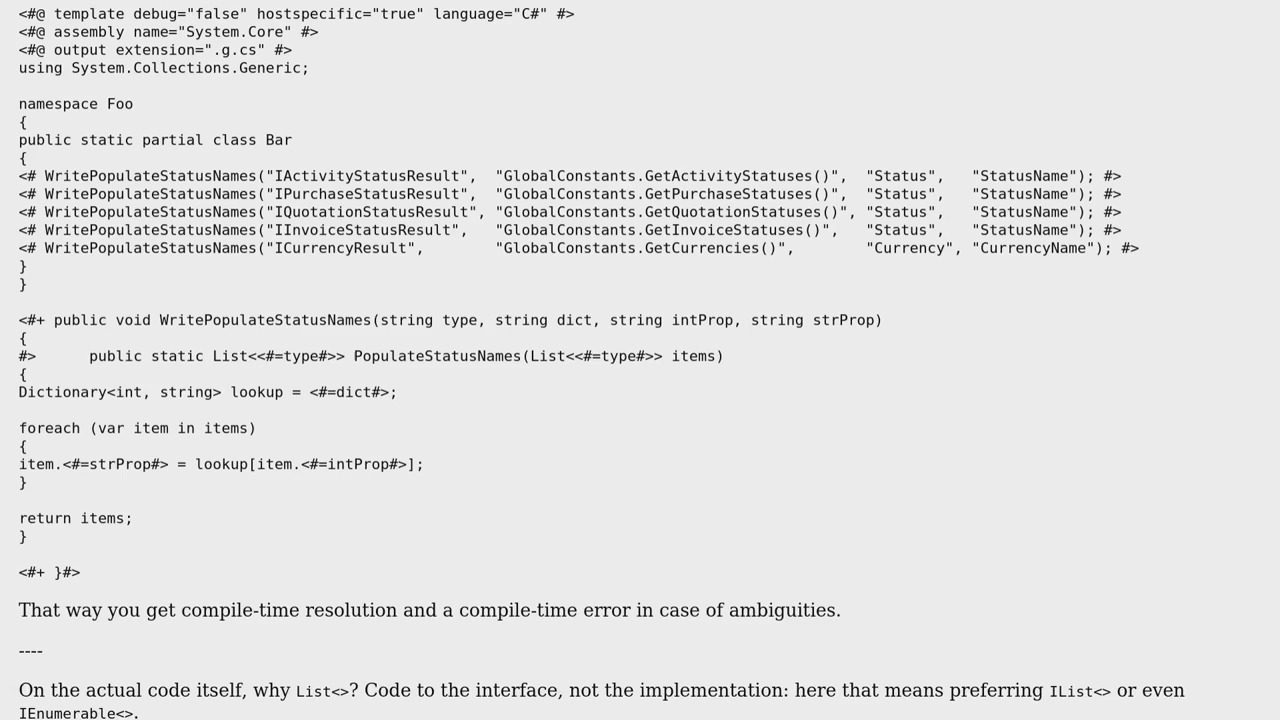 <#@ template debug="false" hostspecific="true" language="C#" #>
<#@ assembly name="System.Core" #>
<#@ output extension=".g.cs" #>
using System.Collections.Generic;

namespace Foo
{
public static partial class Bar
{
<# WritePopulateStatusNames("IActivityStatusResult",  "GlobalConstants.GetActivityStatuses()",  "Status",   "StatusName"); #>
<# WritePopulateStatusNames("IPurchaseStatusResult",  "GlobalConstants.GetPurchaseStatuses()",  "Status",   "StatusName"); #>
<# WritePopulateStatusNames("IQuotationStatusResult", "GlobalConstants.GetQuotationStatuses()", "Status",   "StatusName"); #>
<# WritePopulateStatusNames("IInvoiceStatusResult",   "GlobalConstants.GetInvoiceStatuses()",   "Status",   "StatusName"); #>
<# WritePopulateStatusNames("ICurrencyResult",        "GlobalConstants.GetCurrencies()",        "Currency", "CurrencyName"); #>
}
}

<#+ public void WritePopulateStatusNames(string type, string dict, string intProp, string strProp)
{
#>      public static List<<#=type#>> PopulateStatusNames(List<<#=type#>> items)
{
Dictionary<int, string> lookup = <#=dict#>;

foreach (var item in items)
{
item.<#=strProp#> = lookup[item.<#=intProp#>];
}

return items;
}

<#+ }#>

That way you get compile-time resolution and a compile-time error in case of ambiguities.

----

On the actual code itself, why List<>? Code to the interface, not the implementation: here that means preferring IList<> or even
IEnumerable<>.